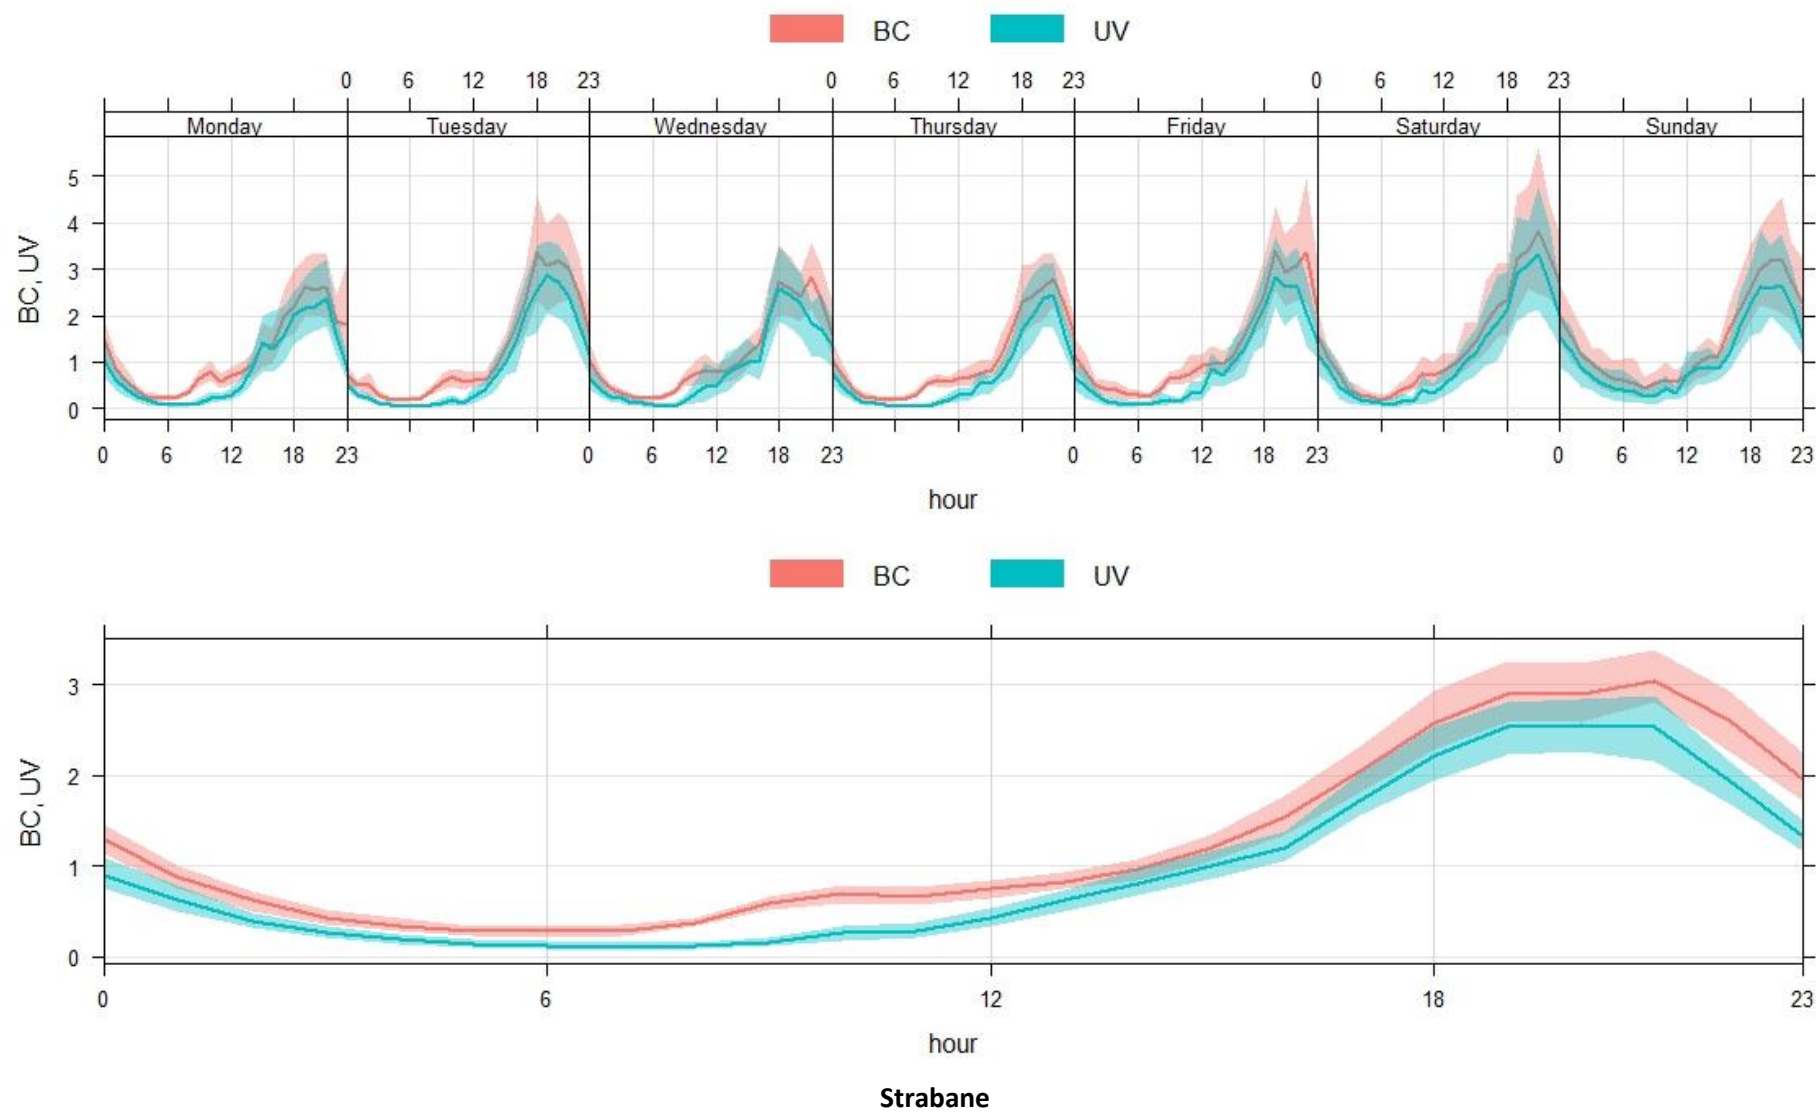 BC UV
0 6 12 18 23 0 6 12 18 23 0 6 12 18 23
Monday Tuesday Wednesday Thursday Friday Saturday Sunday
5
4
3
2
1
0
BC, UV
0 6 12 18 23 0 6 12 18 23 0 6 12 18 23 0 6 12 18 23
hour
BC UV
3
2
1
0
BC, UV
0 6 12 18 23
hour
Strabane